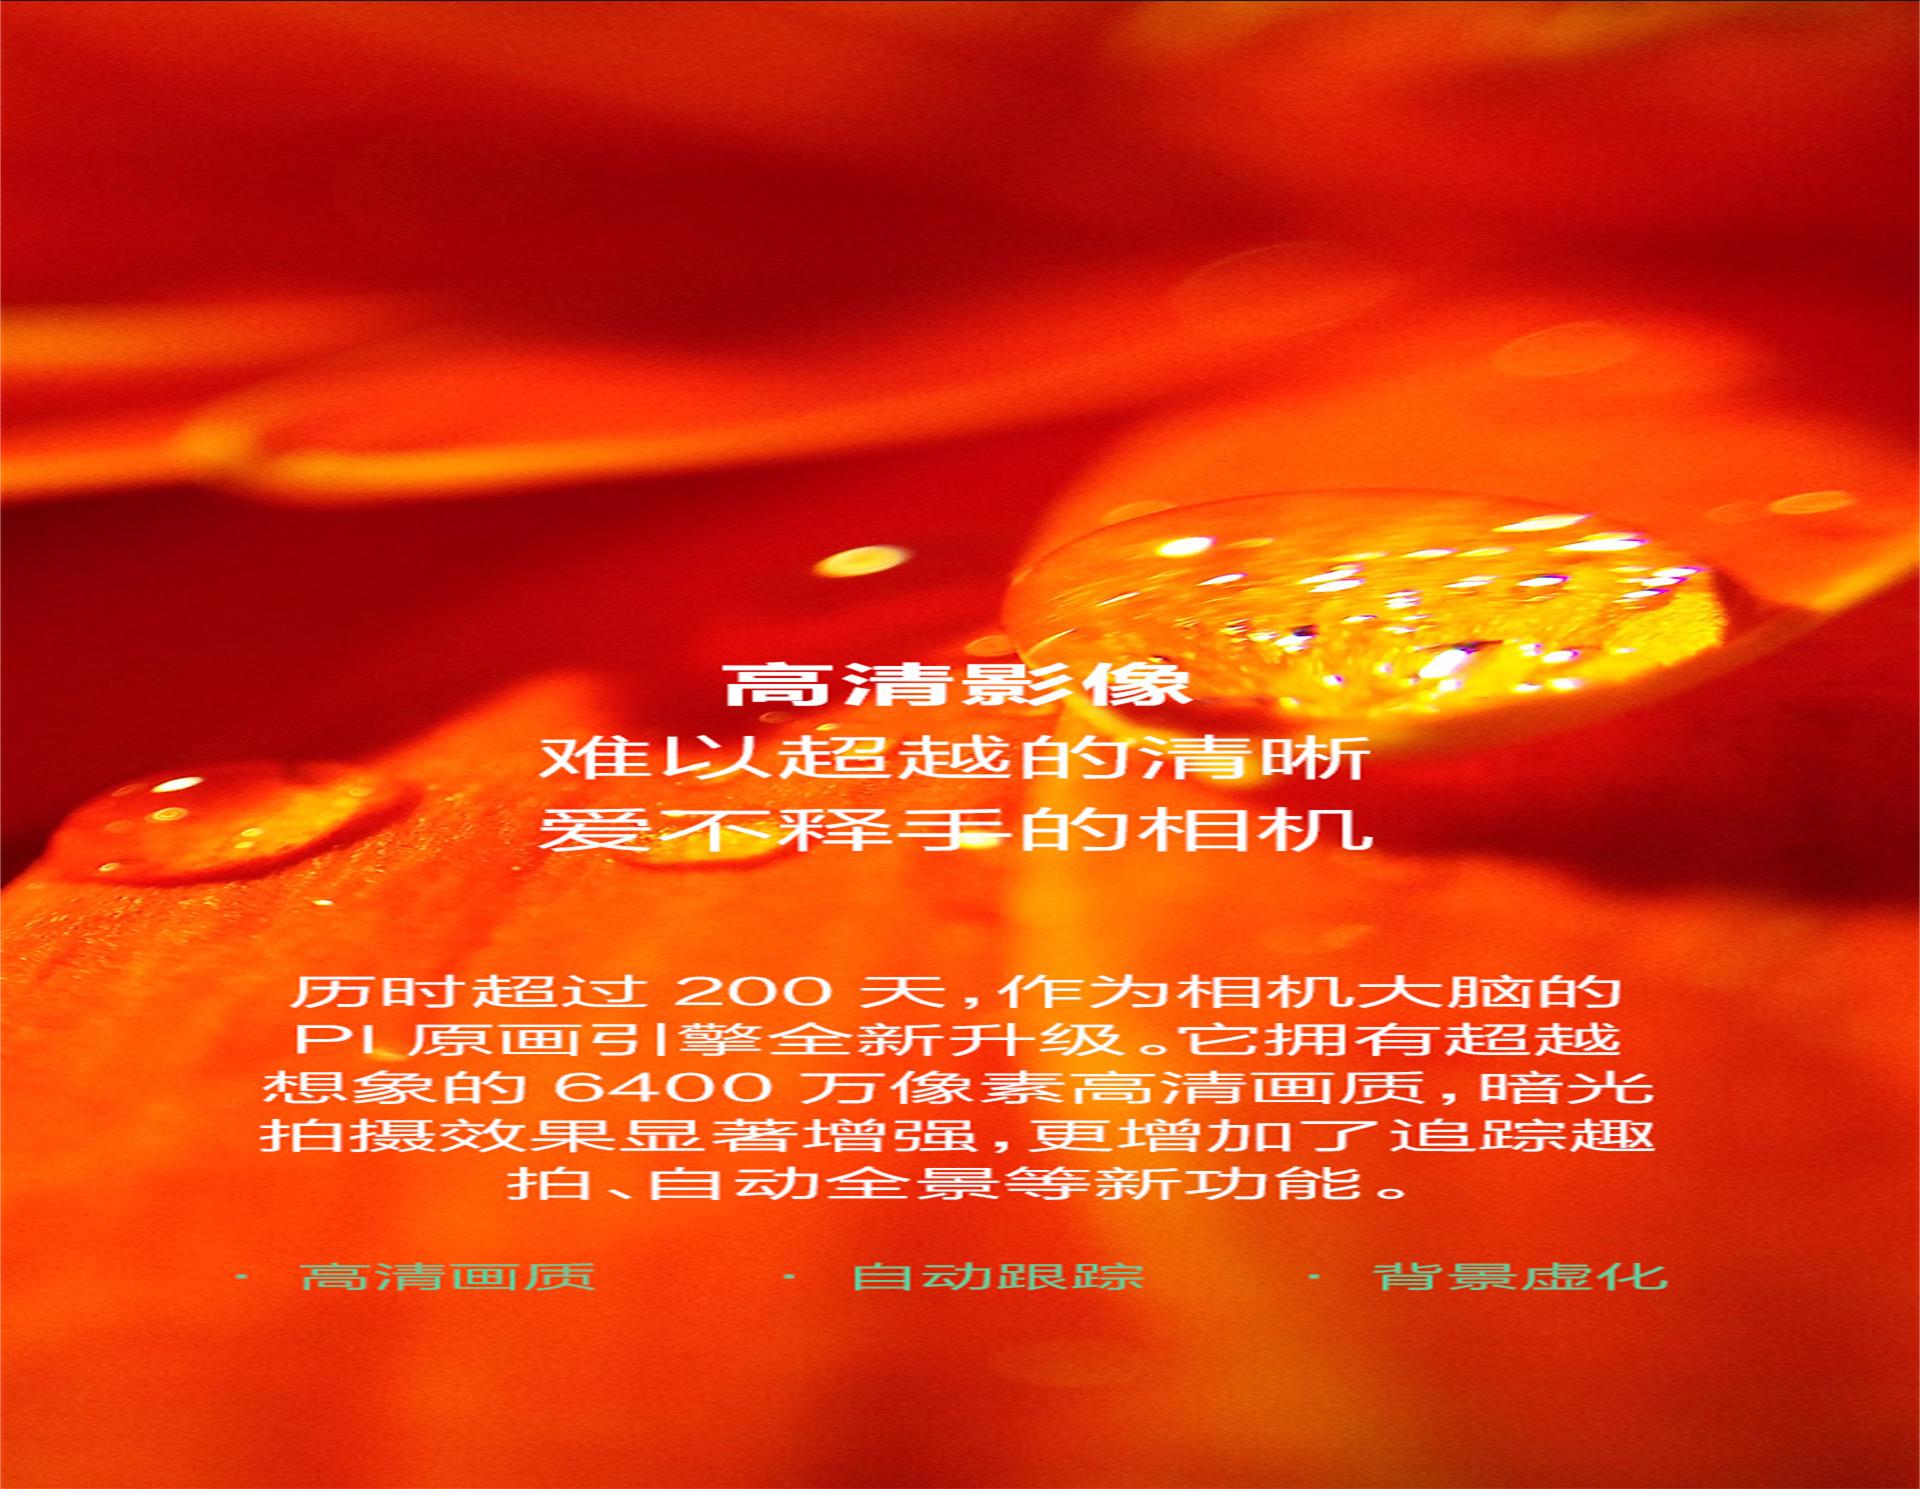 高清影像
难以超越的清晰
爱不释手的相机
历时超过 200 天，作为相机大脑的
PI 原画引擎全新升级。它拥有超越
想象的 6400 万像素高清画质，暗光
拍摄效果显著增强，更增加了追踪趣
拍、自动全景等新功能。
· 高清画质 · 自动跟踪 · 背景虚化